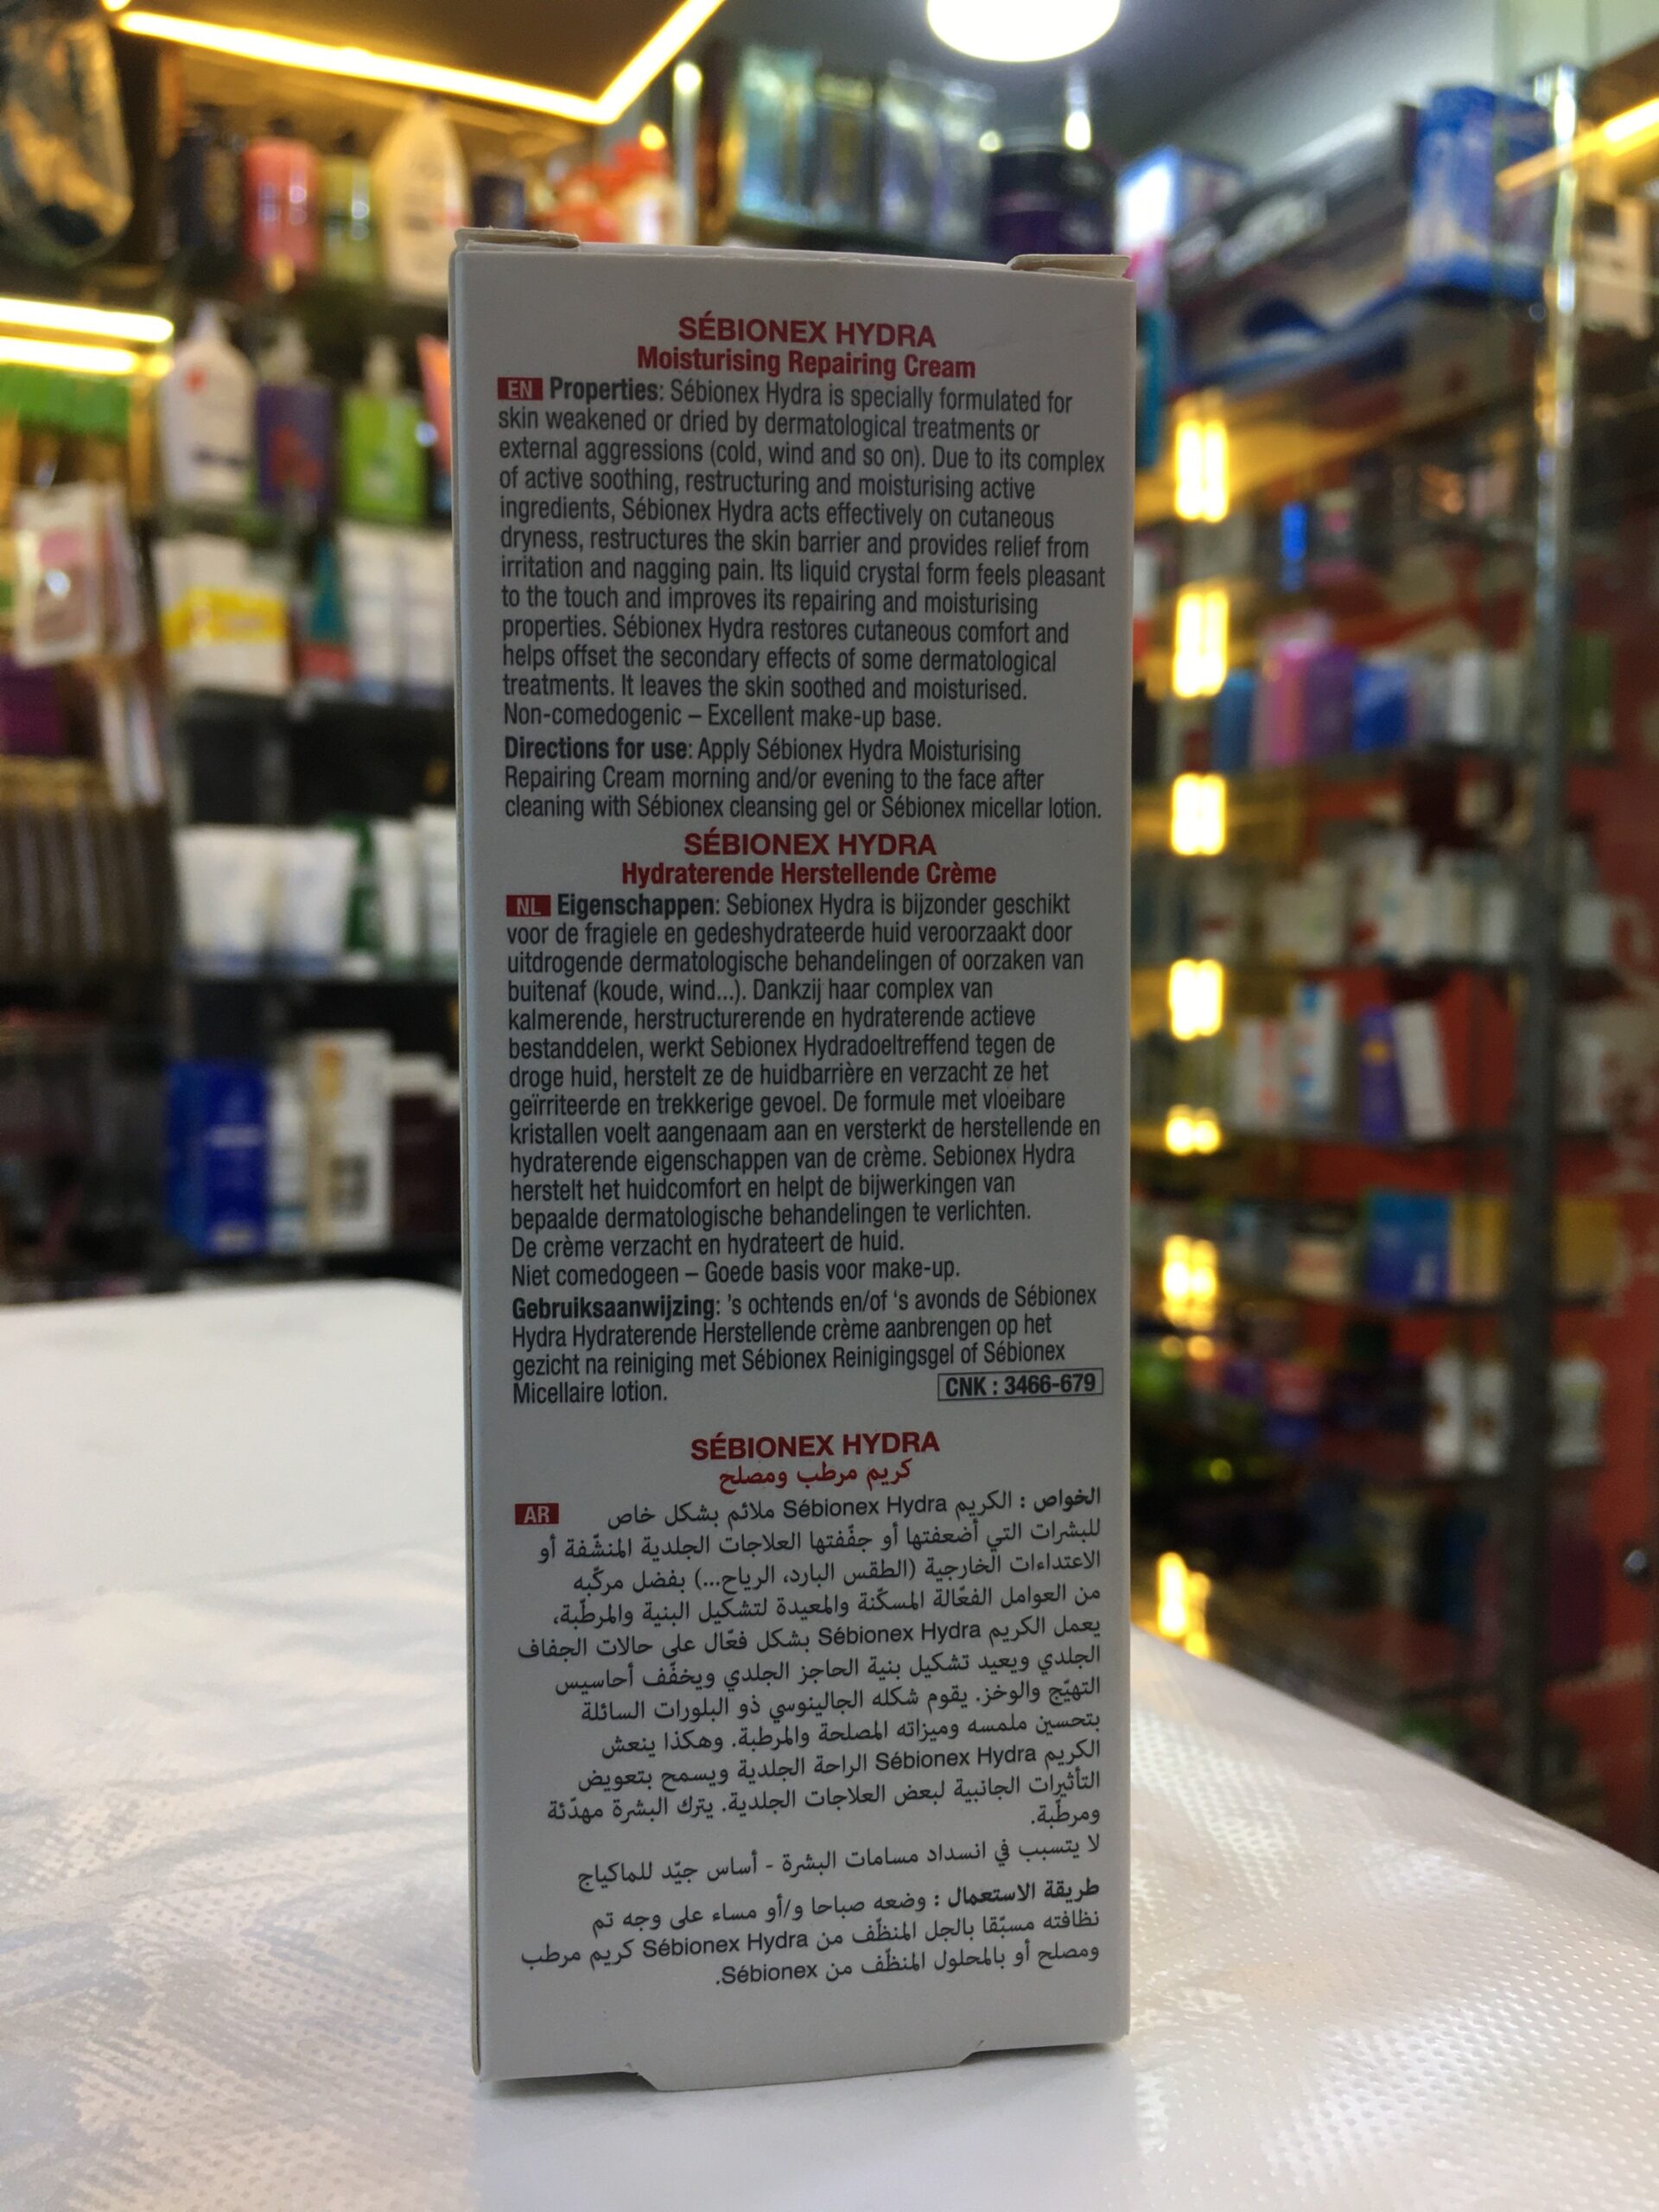 SÉBIONEX HYDRA
Moisturising Repairing Cream
EN Properties: Sébionex Hydra is specially formulated for
skin weakened or dried by dermatological treatments or
external aggressions (cold, wind and so on). Due to its complex
of active soothing, restructuring and moisturising active
ingredients, Sébionex Hydra acts effectively on cutaneous
dryness, restructures the skin barrier and provides relief from
irritation and nagging pain. Its liquid crystal form feels pleasant
to the touch and improves its repairing and moisturising
properties. Sébionex Hydra restores cutaneous comfort and
helps offset the secondary effects of some dermatological
treatments. It leaves the skin soothed and moisturised.
Non-comedogenic – Excellent make-up base.
Directions for use: Apply Sébionex Hydra Moisturising
Repairing Cream morning and/or evening to the face after
cleaning with Sébionex cleansing gel or Sébionex micellar lotion.
SÉBIONEX HYDRA
Hydraterende Herstellende Crème
NL Eigenschappen: Sebionex Hydra is bijzonder geschikt
voor de fragiele en gedeshydrateerde huid veroorzaakt door
uitdrogende dermatologische behandelingen of oorzaken van
buitenaf (koude, wind...). Dankzij haar complex van
kalmerende, herstructurerende en hydraterende actieve
bestanddelen, werkt Sebionex Hydradoeltreffend tegen de
droge huid, herstelt ze de huidbarrière en verzacht ze het
geïrriteerde en trekkerige gevoel. De formule met vloeibare
kristallen voelt aangenaam aan en versterkt de herstellende en
hydraterende eigenschappen van de crème. Sebionex Hydra
herstelt het huidcomfort en helpt de bijwerkingen van
bepaalde dermatologische behandelingen te verlichten.
De crème verzacht en hydrateert de huid.
Niet comedogeen – Goede basis voor make-up.
Gebruiksaanwijzing: 's ochtends en/of 's avonds de Sébionex
Hydra Hydraterende Herstellende crème aanbrengen op het
gezicht na reiniging met Sébionex Reinigingsgel of Sébionex
Micellaire lotion. CNK : 3466-679
SÉBIONEX HYDRA
كريم مرطب ومصلح
AR الخواص : الكريم Sébionex Hydra ملائم بشكل خاص
للبشرات التي أضعفتها أو جفّفتها العلاجات الجلدية المنشّفة أو
الاعتداءات الخارجية (الطقس البارد، الرياح...) بفضل مركّبه
من العوامل الفعّالة المسكّنة والمعيدة لتشكيل البنية والمرطّبة،
يعمل الكريم Sébionex Hydra بشكل فعّال على حالات الجفاف
الجلدي ويعيد تشكيل بنية الحاجز الجلدي ويخفّف أحاسيس
التهيّج والوخز. يقوم شكله الجالينوسي ذو البلورات السائلة
بتحسين ملمسه وميزاته المصلحة والمرطبة. وهكذا ينعش
الكريم Sébionex Hydra الراحة الجلدية ويسمح بتعويض
التأثيرات الجانبية لبعض العلاجات الجلدية. يترك البشرة مهدّئة
ومرطّبة.
لا يتسبب في انسداد مسامات البشرة - أساس جيّد للماكياج
طريقة الاستعمال : وضعه صباحا و/أو مساء على وجه تم
نظافته مسبّقا بالجل المنظّف من Sébionex Hydra كريم مرطب
ومصلح أو بالمحلول المنظّف من Sébionex.